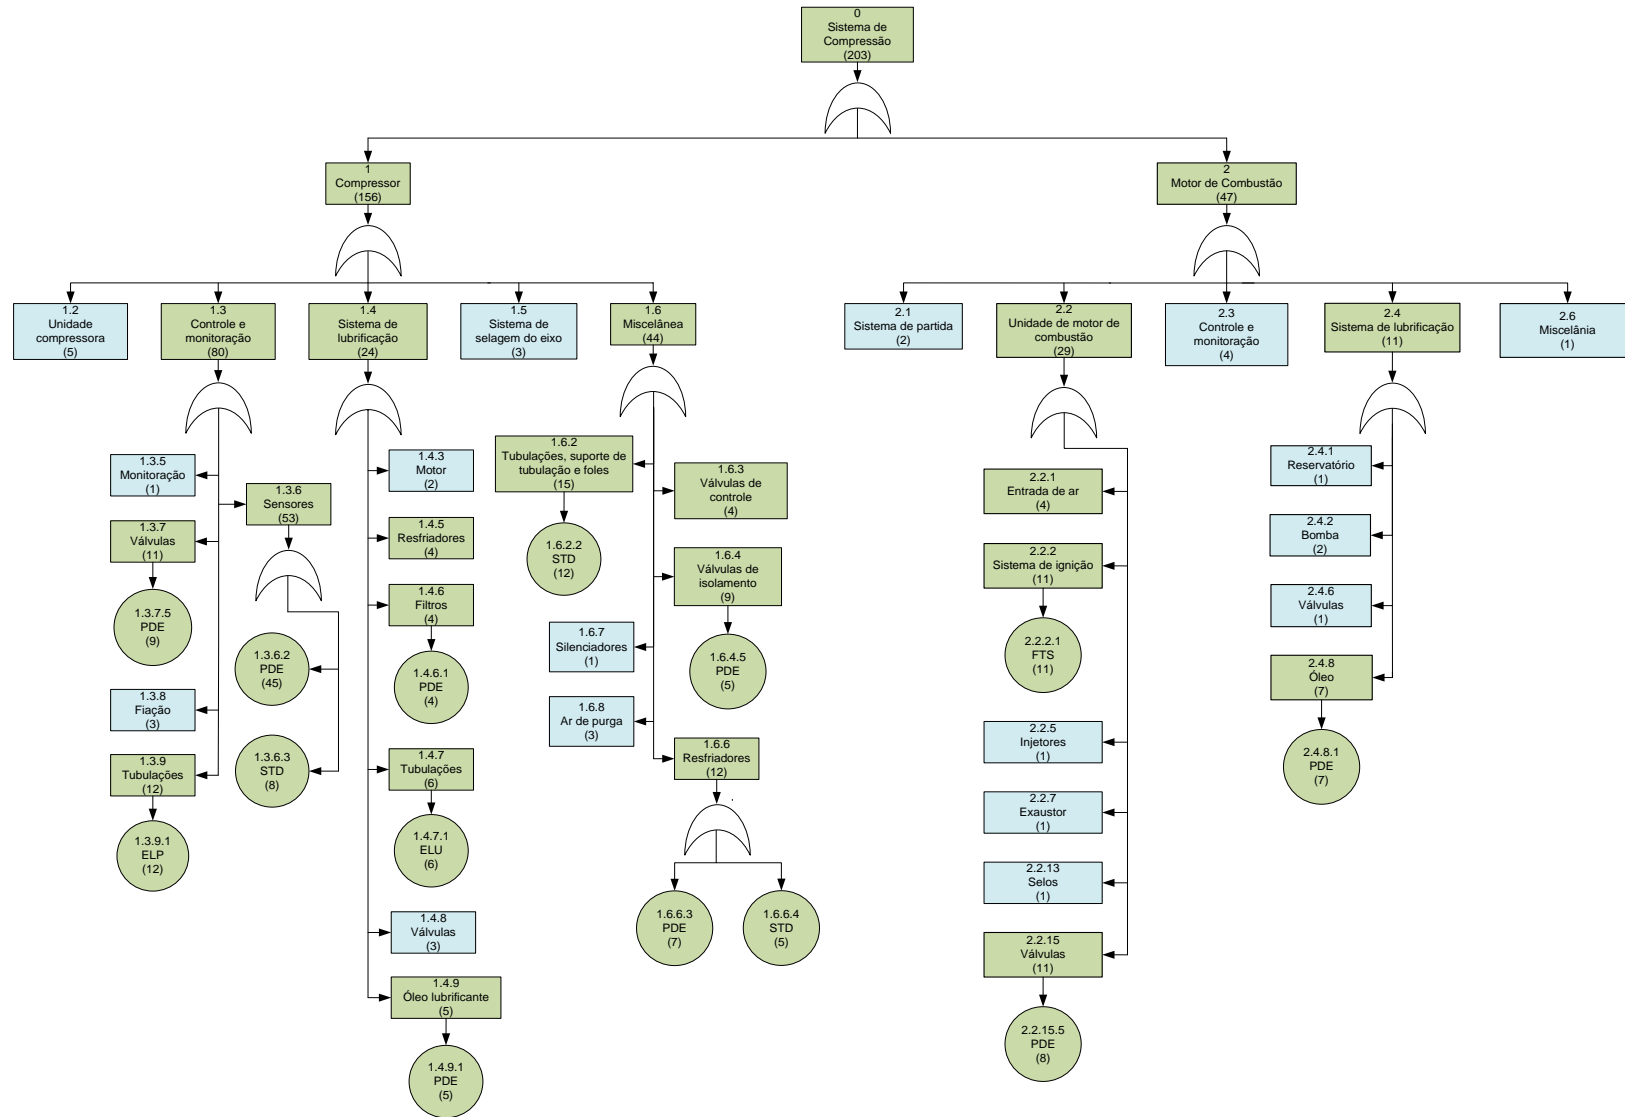 0
Sistema de
Compressão
(203)
1
Compressor
(156)
2
Motor de Combustão
(47)
1.2
Unidade
compressora
(5)
1.3
Controle e
monitoração
(80)
1.4
Sistema de
lubrificação
(24)
1.5
Sistema de
selagem do eixo
(3)
1.6
Miscelânea
(44)
2.1
Sistema de partida
(2)
2.2
Unidade de motor de
combustão
(29)
2.3
Controle e
monitoração
(4)
2.4
Sistema de lubrificação
(11)
2.6
Miscelânia
(1)
1.3.5
Monitoração
(1)
1.3.6
Sensores
(53)
1.3.7
Válvulas
(11)
1.3.7.5
PDE
(9)
1.3.6.2
PDE
(45)
1.3.8
Fiação
(3)
1.3.6.3
STD
(8)
1.3.9
Tubulações
(12)
1.3.9.1
ELP
(12)
1.4.3
Motor
(2)
1.4.5
Resfriadores
(4)
1.4.6
Filtros
(4)
1.4.6.1
PDE
(4)
1.4.7
Tubulações
(6)
1.4.7.1
ELU
(6)
1.4.8
Válvulas
(3)
1.4.9
Óleo lubrificante
(5)
1.4.9.1
PDE
(5)
1.6.2
Tubulações, suporte de
tubulação e foles
(15)
1.6.2.2
STD
(12)
1.6.3
Válvulas de
controle
(4)
1.6.4
Válvulas de
isolamento
(9)
1.6.4.5
PDE
(5)
1.6.7
Silenciadores
(1)
1.6.8
Ar de purga
(3)
1.6.6
Resfriadores
(12)
1.6.6.3
PDE
(7)
1.6.6.4
STD
(5)
2.2.1
Entrada de ar
(4)
2.2.2
Sistema de ignição
(11)
2.2.2.1
FTS
(11)
2.2.5
Injetores
(1)
2.2.7
Exaustor
(1)
2.2.13
Selos
(1)
2.2.15
Válvulas
(11)
2.2.15.5
PDE
(8)
2.4.1
Reservatório
(1)
2.4.2
Bomba
(2)
2.4.6
Válvulas
(1)
2.4.8
Óleo
(7)
2.4.8.1
PDE
(7)